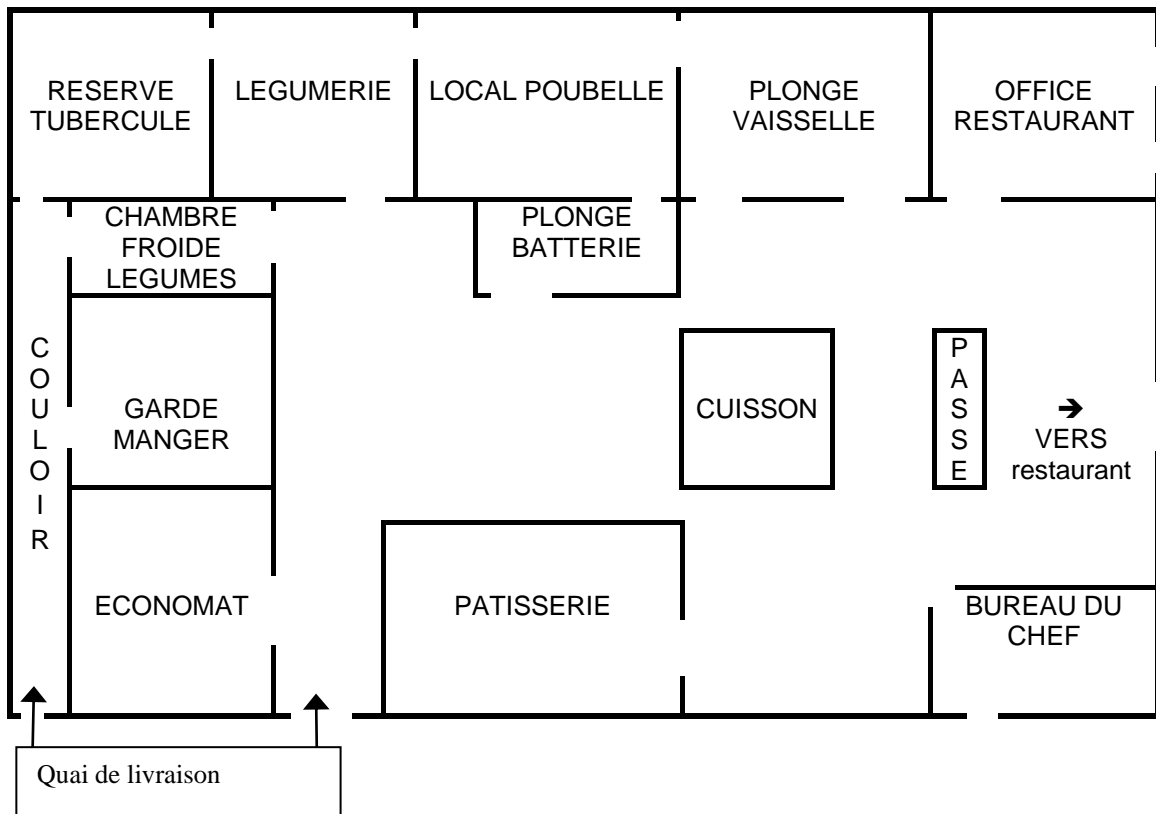 RESERVE
TUBERCULE
LEGUMERIE
LOCAL POUBELLE
PLONGE
VAISSELLE
OFFICE
RESTAURANT
CHAMBRE
FROIDE
LEGUMES
PLONGE
BATTERIE
C
O
U
L
O
I
R
GARDE
MANGER
CUISSON
P
A
S
S
E
➔
VERS
restaurant
ECONOMAT
PATISSERIE
BUREAU DU
CHEF
Quai de livraison